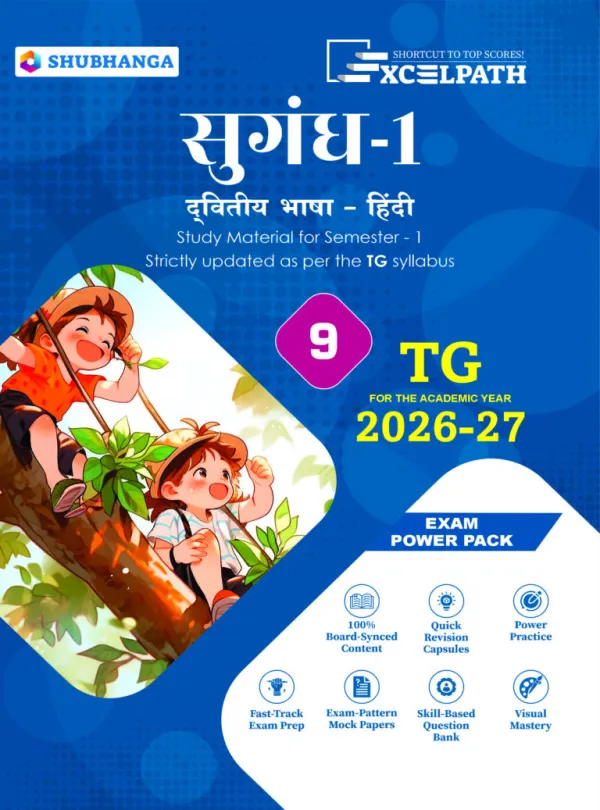 SHUBHANGA
SHORTCUT TO TOP SCORES!
EXCELPATH
सुगंध-1
द्वितीय भाषा – हिंदी
Study Material for Semester - 1
Strictly updated as per the TG syllabus
9
TG
FOR THE ACADEMIC YEAR
2026-27
EXAM
POWER PACK
100%
Board-Synced
Content
Quick
Revision
Capsules
Power
Practice
Fast-Track
Exam Prep
Exam-Pattern
Mock Papers
Skill-Based
Question
Bank
Visual
Mastery